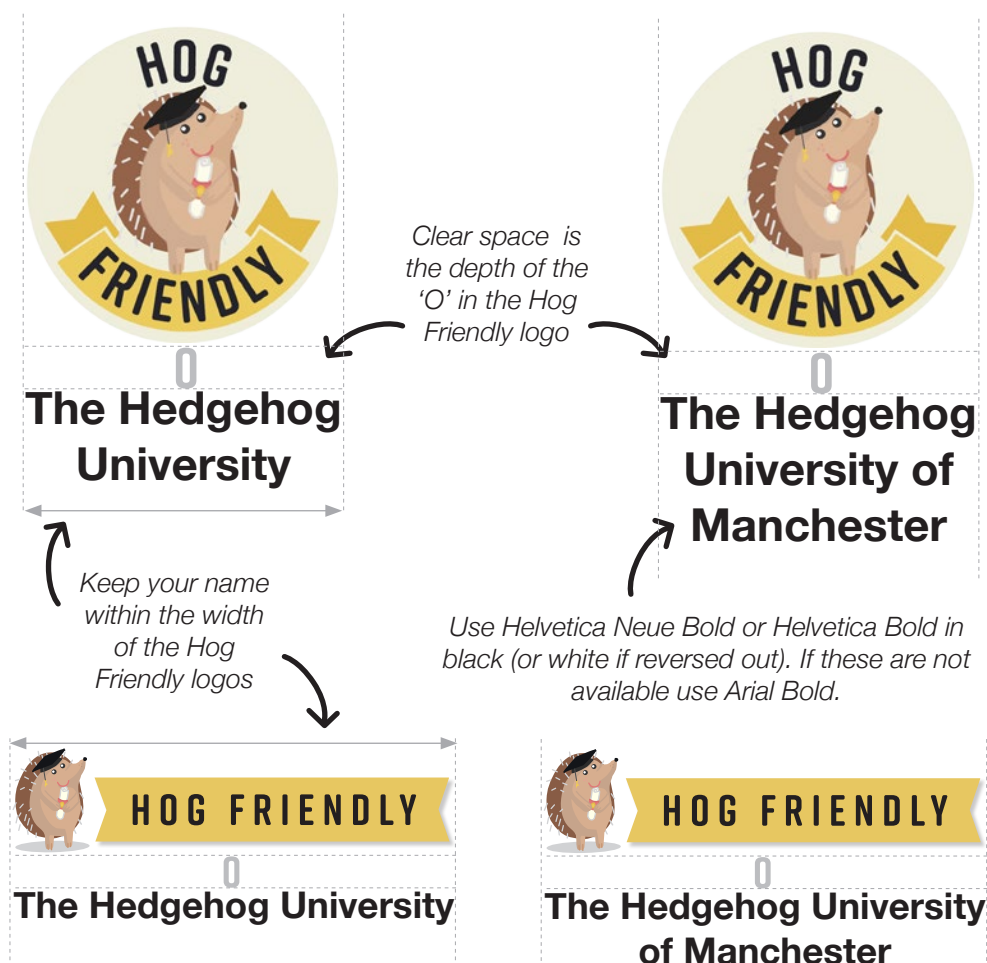 HOG
FRIENDLY
O
The Hedgehog
University
HOG
FRIENDLY
O
The Hedgehog
University of
Manchester
Clear space is
the depth of the
‘O’ in the Hog
Friendly logo
Keep your name
within the width
of the Hog
Friendly logos
Use Helvetica Neue Bold or Helvetica Bold in
black (or white if reversed out). If these are not
available use Arial Bold.
HOG FRIENDLY
O
The Hedgehog University
HOG FRIENDLY
O
The Hedgehog University
of Manchester